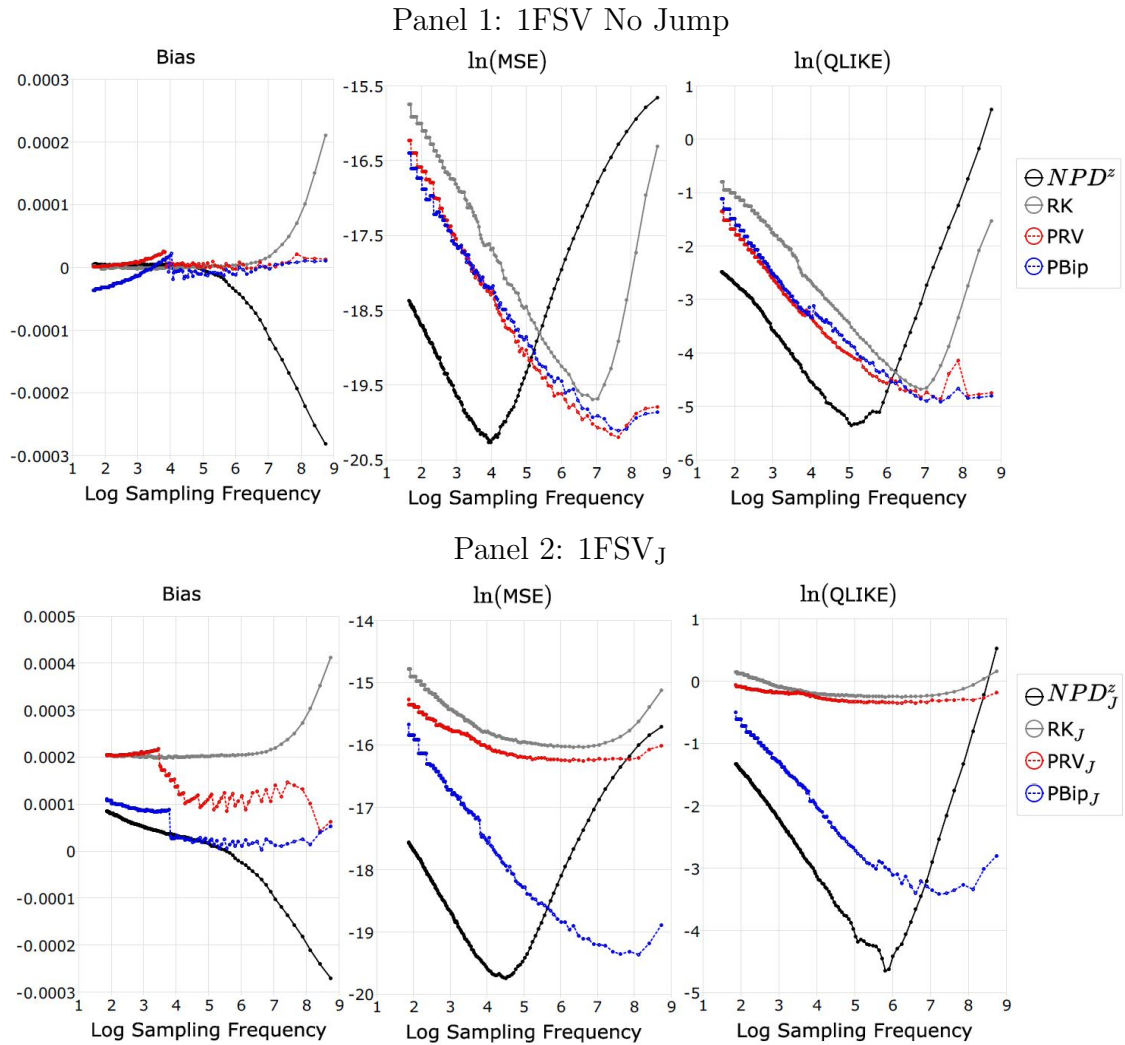 Panel 1: 1FSV No Jump
Bias
ln(MSE)
ln(QLIKE)
0.0003
0.0002
0.0001
0
-0.0001
-0.0002
-0.0003
1 2 3 4 5 6 7 8 9
Log Sampling Frequency
-15.5
-16.5
-17.5
-18.5
-19.5
-20.5
1 2 3 4 5 6 7 8 9
Log Sampling Frequency
1
0
-1
-2
-3
-4
-5
-6
1 2 3 4 5 6 7 8 9
Log Sampling Frequency
NPD^z
RK
PRV
PBip
Panel 2: 1FSV_J
Bias
ln(MSE)
ln(QLIKE)
0.0005
0.0004
0.0003
0.0002
0.0001
0
-0.0001
-0.0002
-0.0003
1 2 3 4 5 6 7 8 9
Log Sampling Frequency
-14
-15
-16
-17
-18
-19
-20
1 2 3 4 5 6 7 8 9
Log Sampling Frequency
1
0
-1
-2
-3
-4
-5
1 2 3 4 5 6 7 8 9
Log Sampling Frequency
NPD_J^z
RK_J
PRV_J
PBip_J